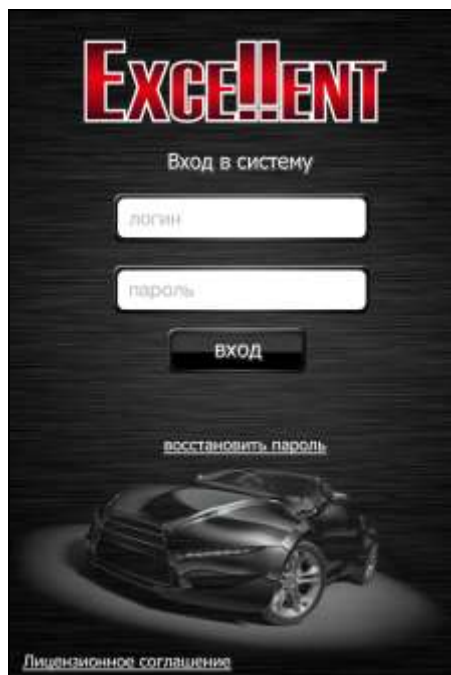 EXCE!!ENT
Вход в систему
логин
пароль
вход
восстановить пароль
Лицензионное соглашение